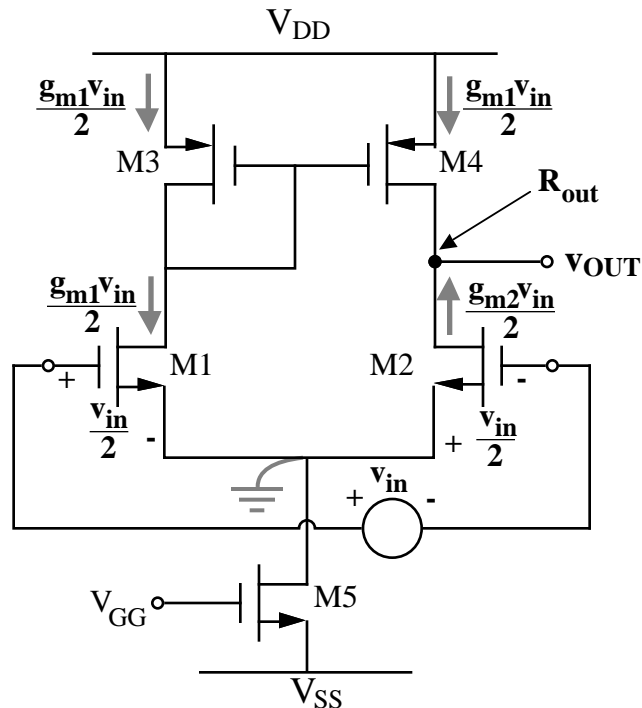 VDD
gm1vin
2
gm1vin
2
M3
M4
Rout
vOUT
gm1vin
2
gm2vin
2
M1
M2
+
-
vin
2
-
+
vin
2
vin
+
-
VGG
M5
VSS